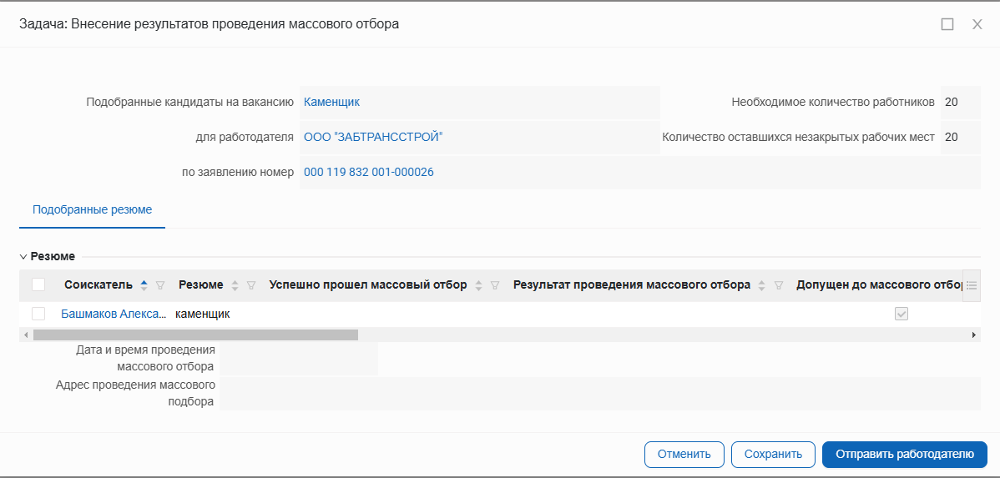 Задача: Внесение результатов проведения массового отбора
Подобранные кандидаты на вакансию Каменщик Необходимое количество работников 20
для работодателя ООО "ЗАБТРАНССТРОЙ" Количество оставшихся незакрытых рабочих мест 20
по заявлению номер 000 119 832 001-000026
Подобранные резюме
Резюме
Соискатель Резюме Успешно прошел массовый отбор Результат проведения массового отбора Допущен до массового отбо
Башмаков Алекса... каменщик
Дата и время проведения
массового отбора
Адрес проведения массового
подбора
Отменить Сохранить Отправить работодателю